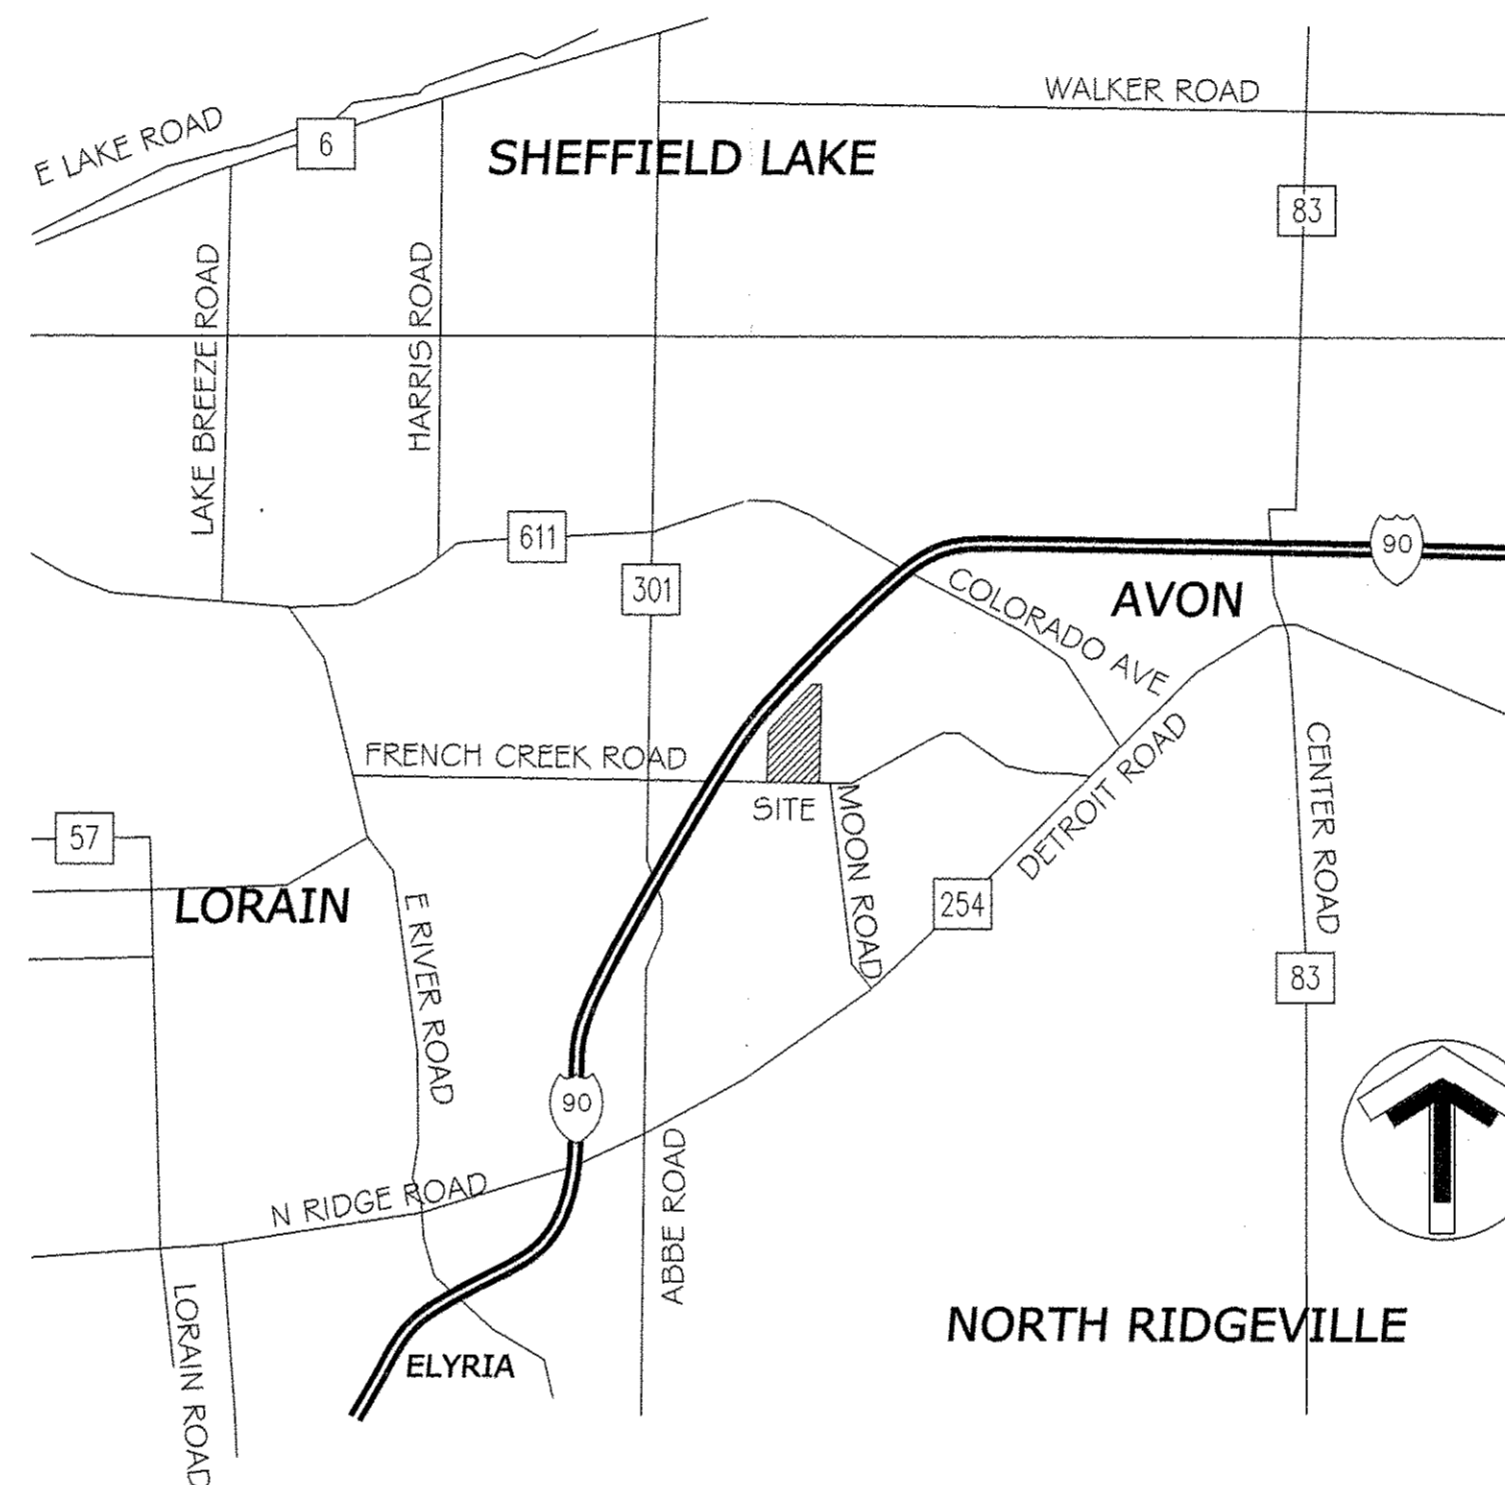 WALKER ROAD
E LAKE ROAD
6
SHEFFIELD LAKE
83
LAKE BREEZE ROAD
HARRIS ROAD
611
90
301
COLORADO AVE
AVON
FRENCH CREEK ROAD
DETROIT ROAD
CENTER ROAD
SITE
MOON ROAD
57
LORAIN
254
E RIVER ROAD
83
90
ABBE ROAD
N RIDGE ROAD
LORAIN ROAD
NORTH RIDGEVILLE
ELYRIA